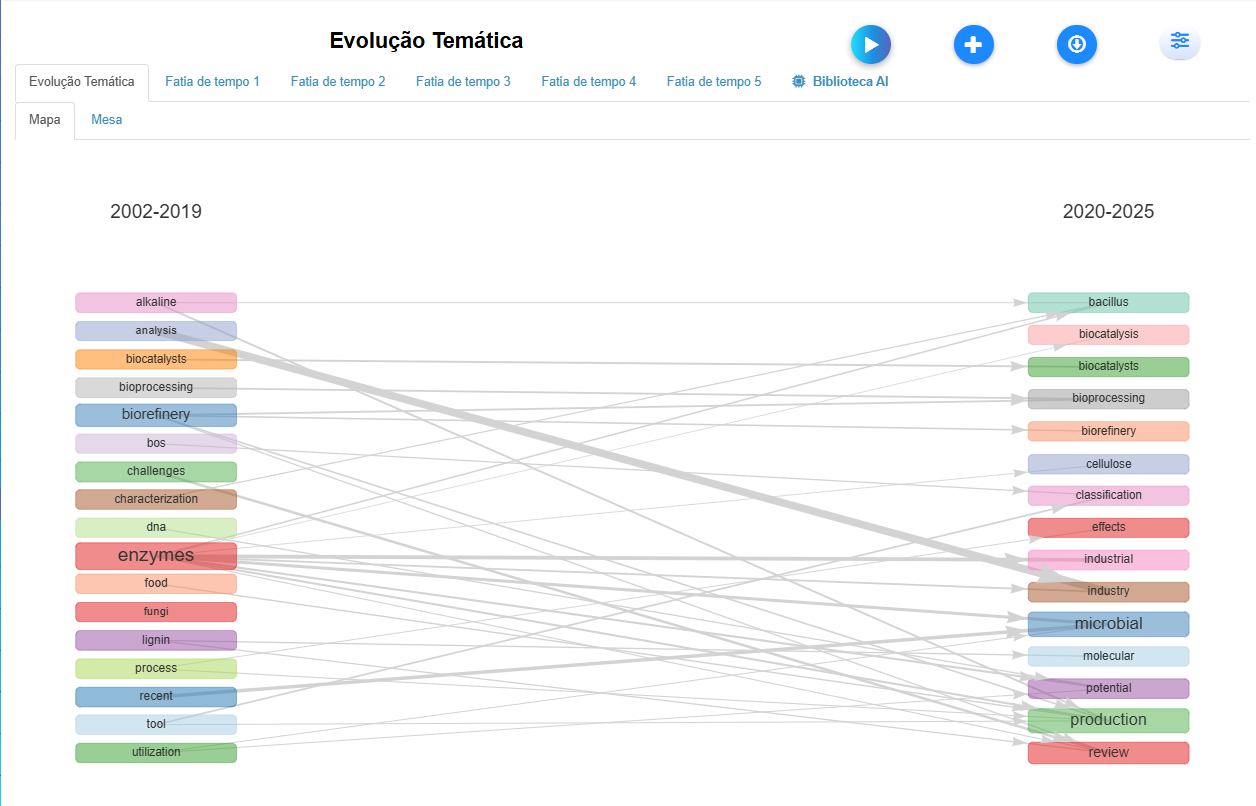 Evolução Temática
Evolução Temática
Fatia de tempo 1
Fatia de tempo 2
Fatia de tempo 3
Fatia de tempo 4
Fatia de tempo 5
Biblioteca AI
Mapa
Mesa
2002-2019
2020-2025
alkaline
analysis
biocatalysts
bioprocessing
biorefinery
bos
challenges
characterization
dna
enzymes
food
fungi
lignin
process
recent
tool
utilization
bacillus
biocatalysis
biocatalysts
bioprocessing
biorefinery
cellulose
classification
effects
industrial
industry
microbial
molecular
potential
production
review